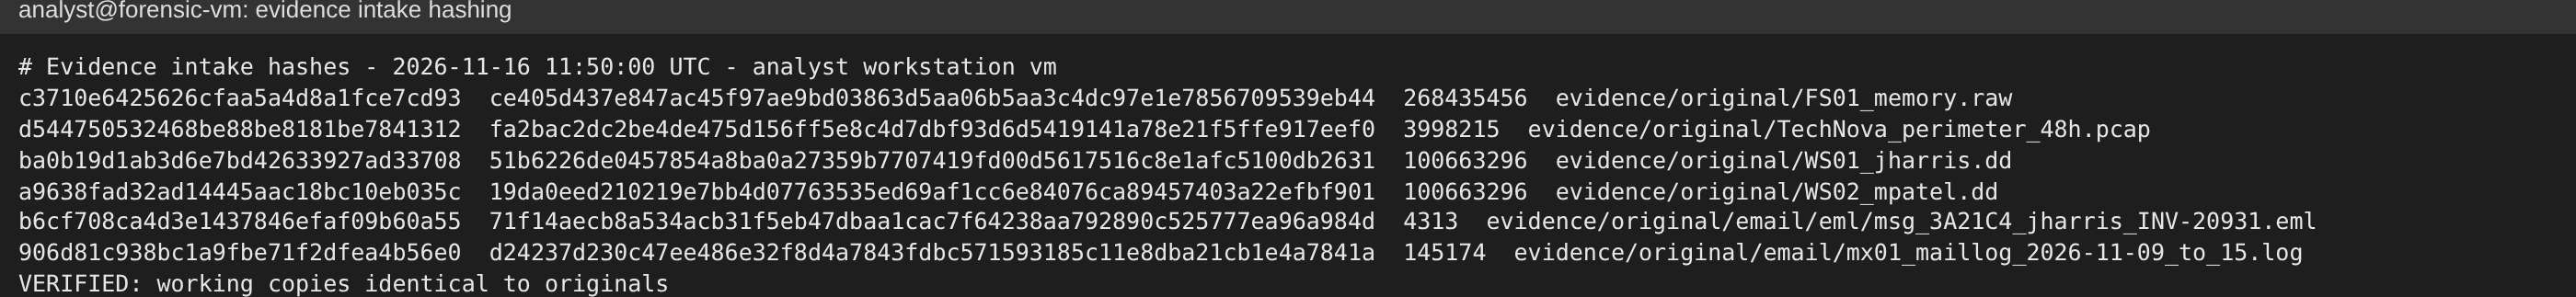 analyst@forensic-vm: evidence intake hashing
# Evidence intake hashes - 2026-11-16 11:50:00 UTC - analyst workstation vm
c3710e6425626cfaa5a4d8a1fce7cd93  ce405d437e847ac45f97ae9bd03863d5aa06b5aa3c4dc97e1e7856709539eb44  268435456  evidence/original/FS01_memory.raw
d544750532468be88be8181be7841312  fa2bac2dc2be4de475d156ff5e8c4d7dbf93d6d5419141a78e21f5ffe917eef0  3998215  evidence/original/TechNova_perimeter_48h.pcap
ba0b19d1ab3d6e7bd42633927ad33708  51b6226de0457854a8ba0a27359b7707419fd00d5617516c8e1afc5100db2631  100663296  evidence/original/WS01_jharris.dd
a9638fad32ad14445aac18bc10eb035c  19da0eed210219e7bb4d07763535ed69af1cc6e84076ca89457403a22efbf901  100663296  evidence/original/WS02_mpatel.dd
b6cf708ca4d3e1437846efaf09b60a55  71f14aecb8a534acb31f5eb47dbaa1cac7f64238aa792890c525777ea96a984d  4313  evidence/original/email/eml/msg_3A21C4_jharris_INV-20931.eml
906d81c938bc1a9fbe71f2dfea4b56e0  d24237d230c47ee486e32f8d4a7843fdbc571593185c11e8dba21cb1e4a7841a  145174  evidence/original/email/mx01_maillog_2026-11-09_to_15.log
VERIFIED: working copies identical to originals